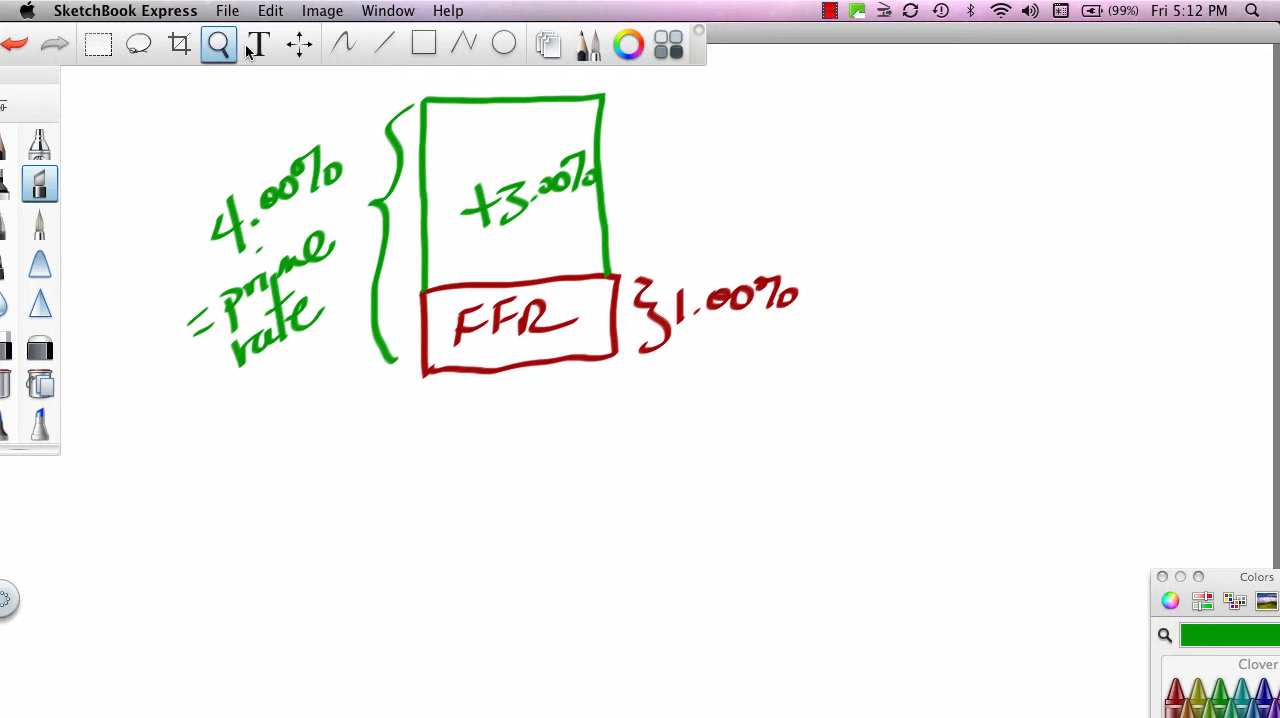 SketchBook Express File Edit Image Window Help (99%) Fri 5:12 PM
T
4.00%
= prime
rate
+3.00%
FFR
1.00%
Colors
Clover